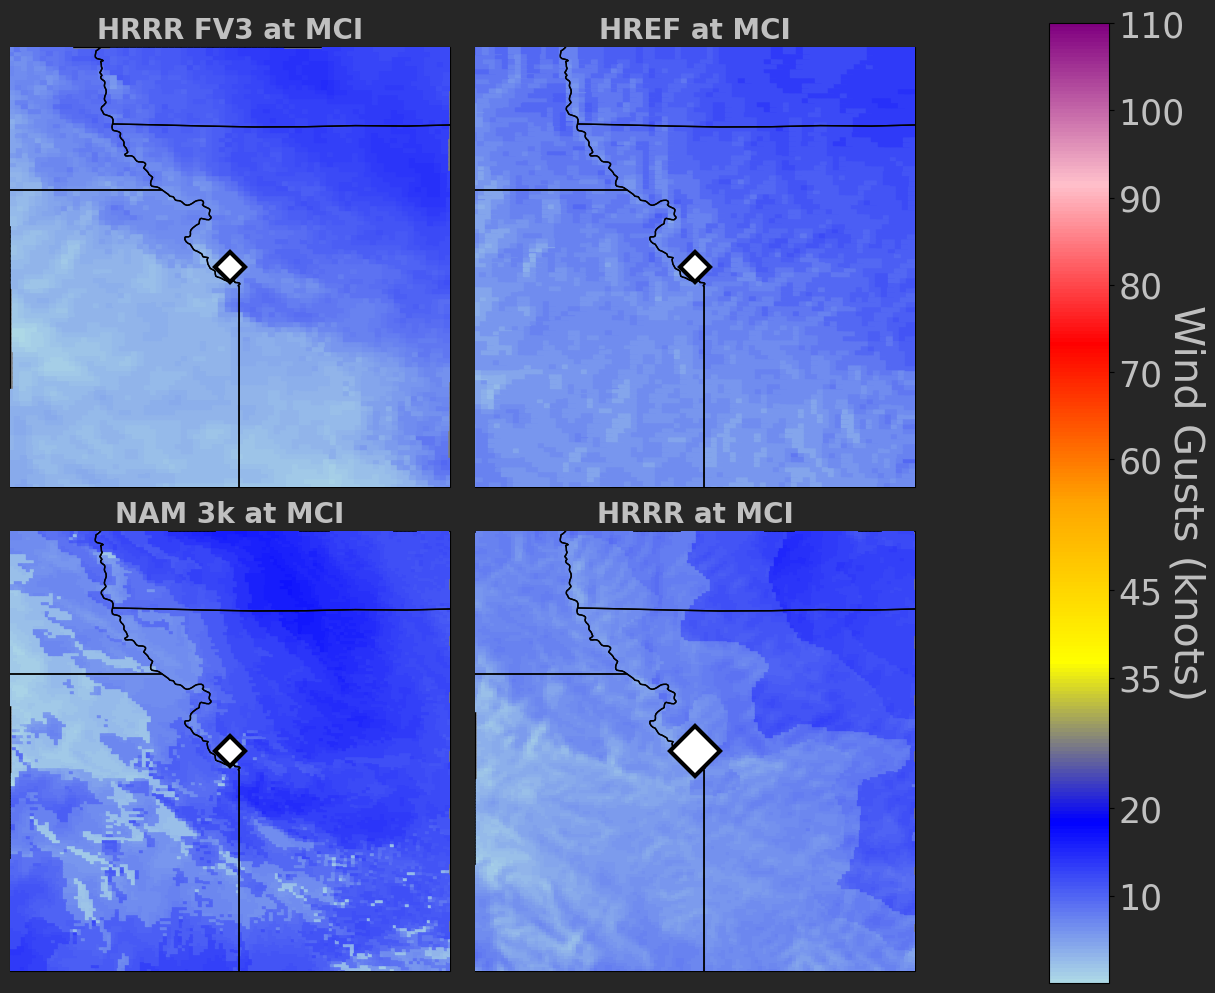 HRRR FV3 at MCI
HREF at MCI
NAM 3k at MCI
HRRR at MCI
110
100
90
80
70
60
45
35
20
10
Wind Gusts (knots)